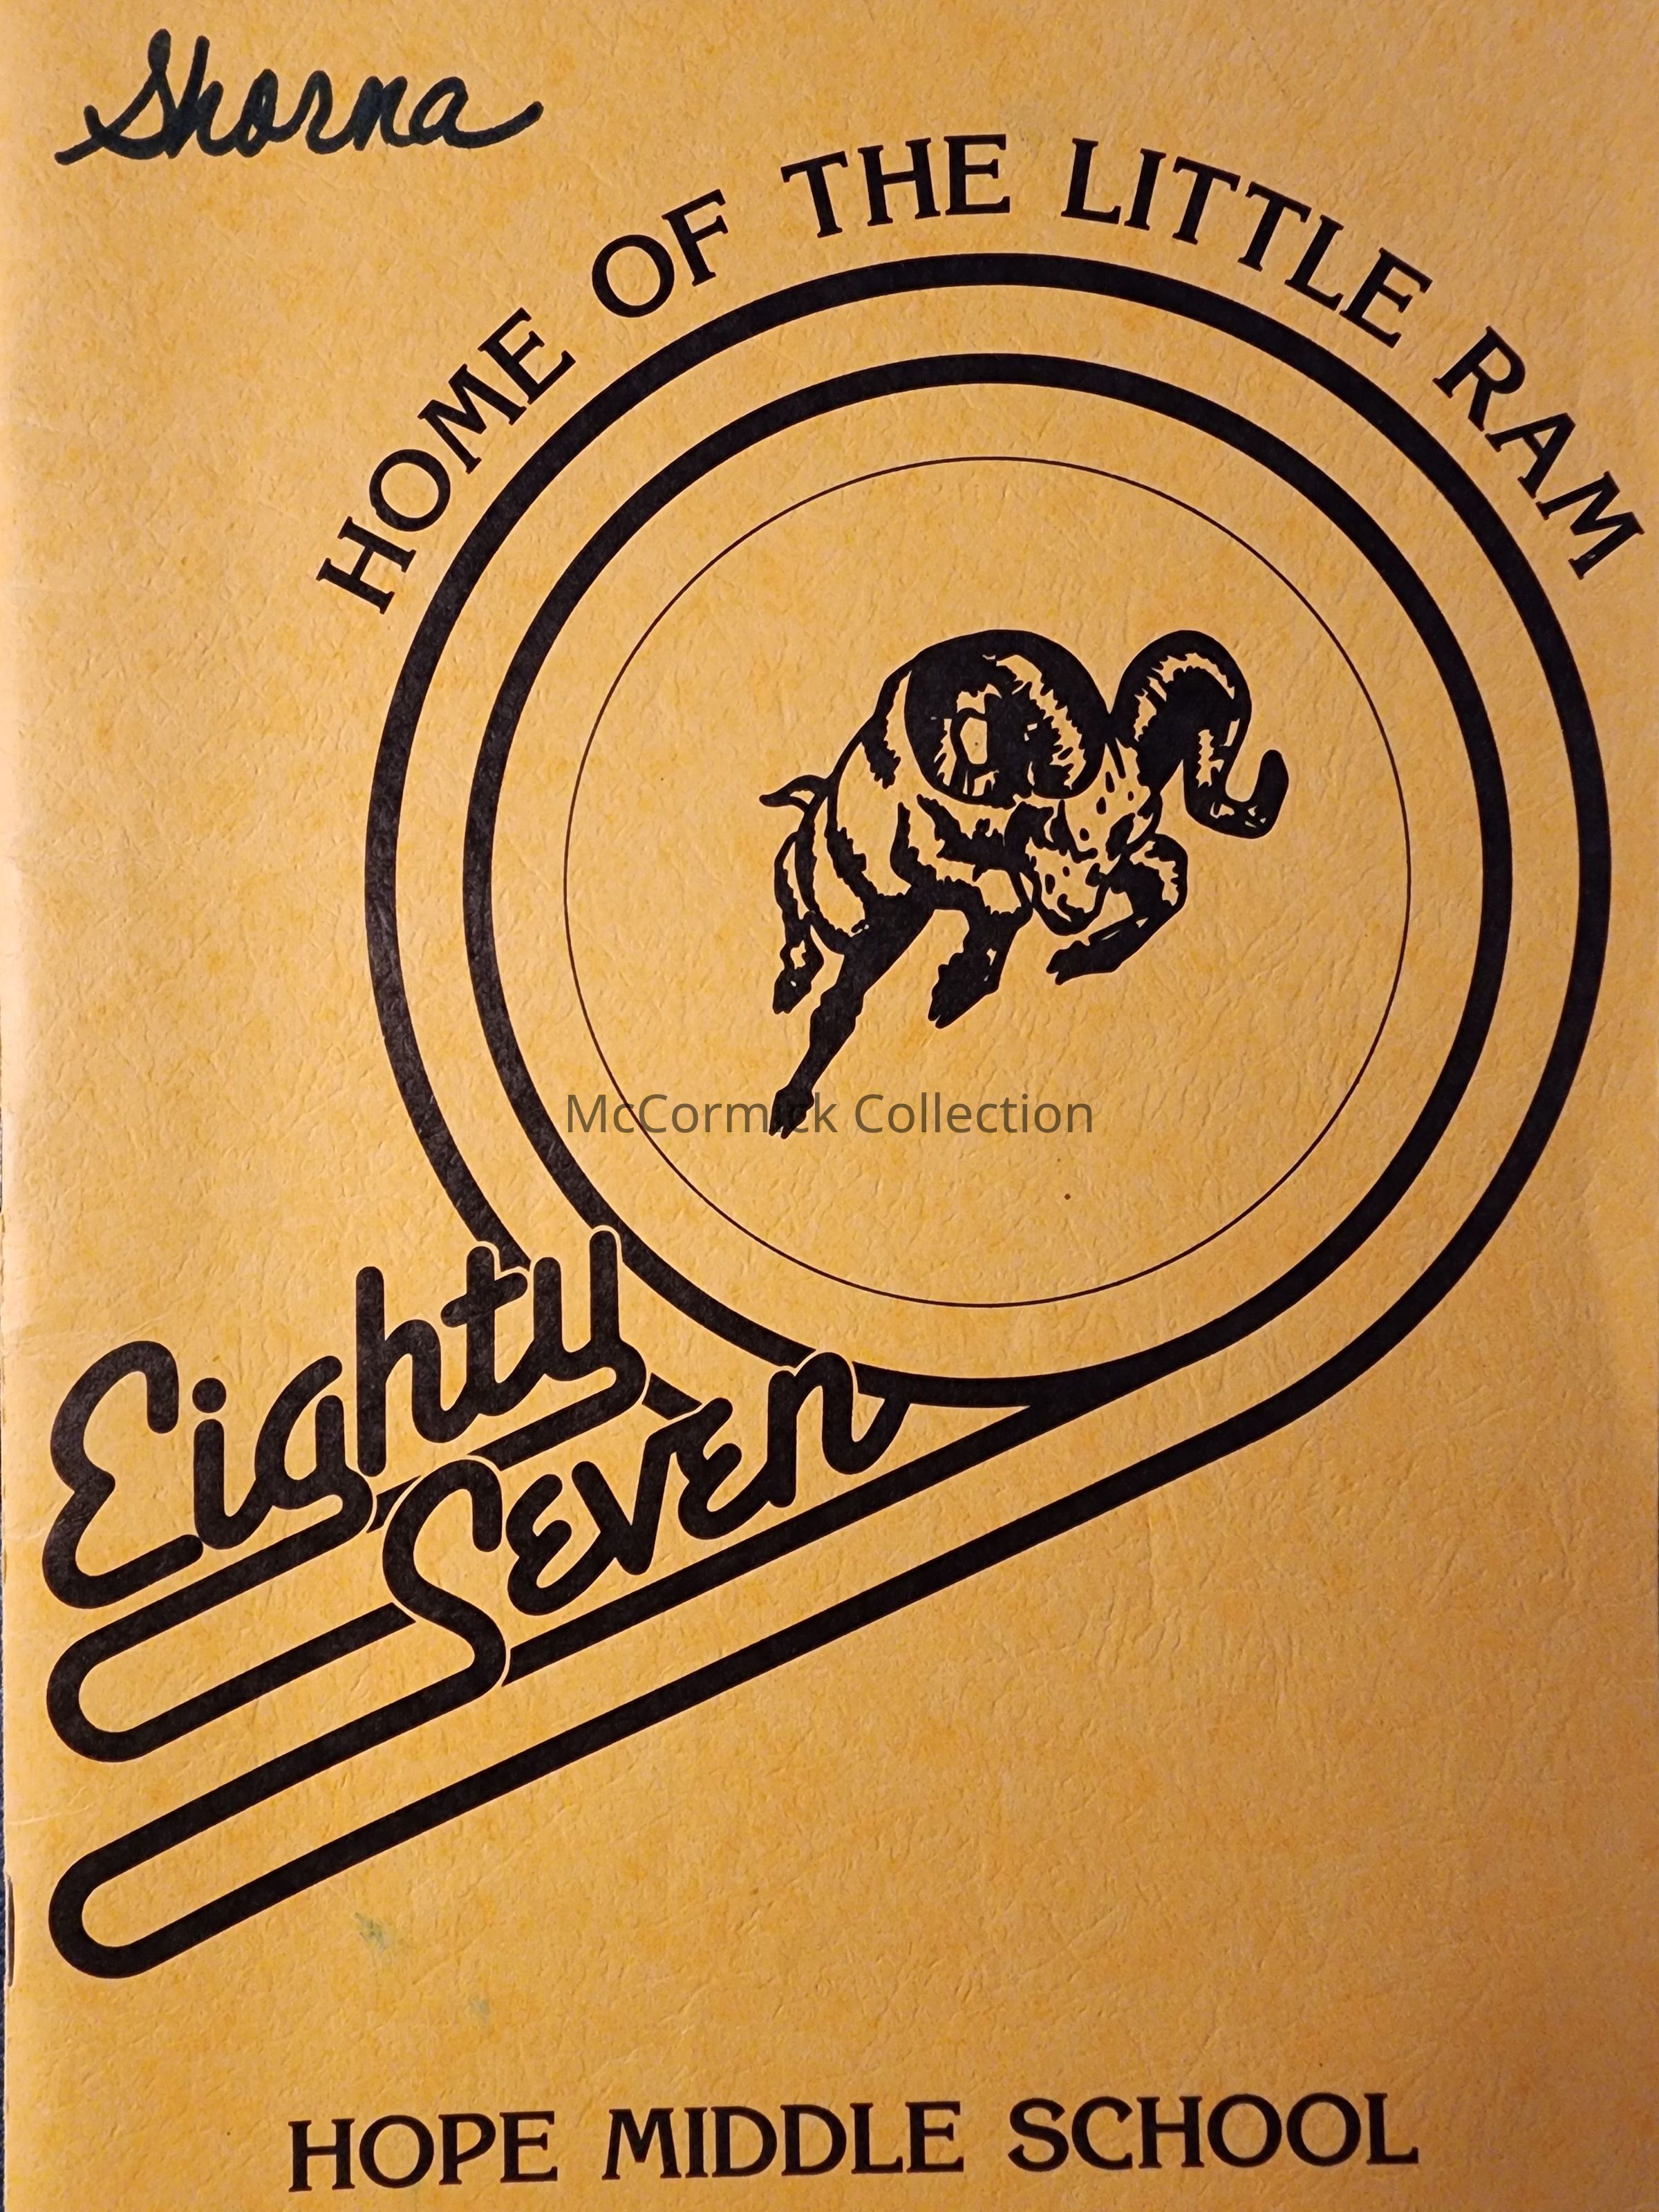 Shorna
HOME OF THE LITTLE RAM
McCormick Collection
Eighty
Seven
HOPE MIDDLE SCHOOL